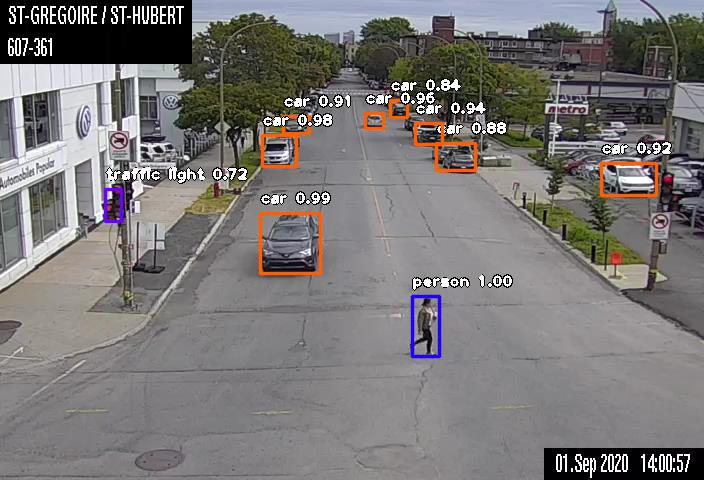 ST-GREGOIRE / ST-HUBERT
607-361
car 0.84
car 0.91
car 0.96
car 0.94
car 0.98
car 0.88
car 0.92
traffic light 0.72
Automobiles Popular
metro
car 0.99
person 1.00
01.Sep 2020 14:00:57